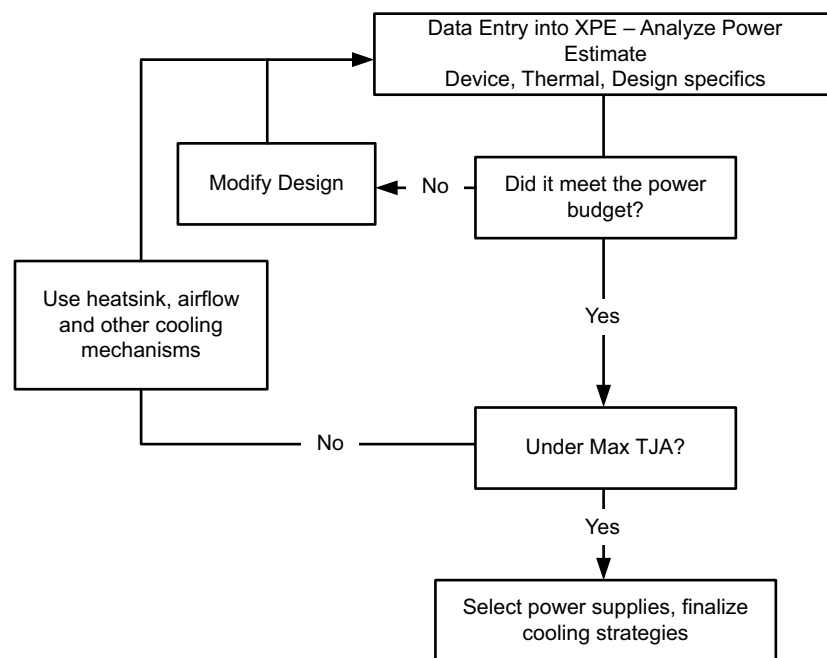 Data Entry into XPE – Analyze Power
Estimate
Device, Thermal, Design specifics
Modify Design
No
Did it meet the power
budget?
Use heatsink, airflow
and other cooling
mechanisms
Yes
No
Under Max TJA?
Yes
Select power supplies, finalize
cooling strategies